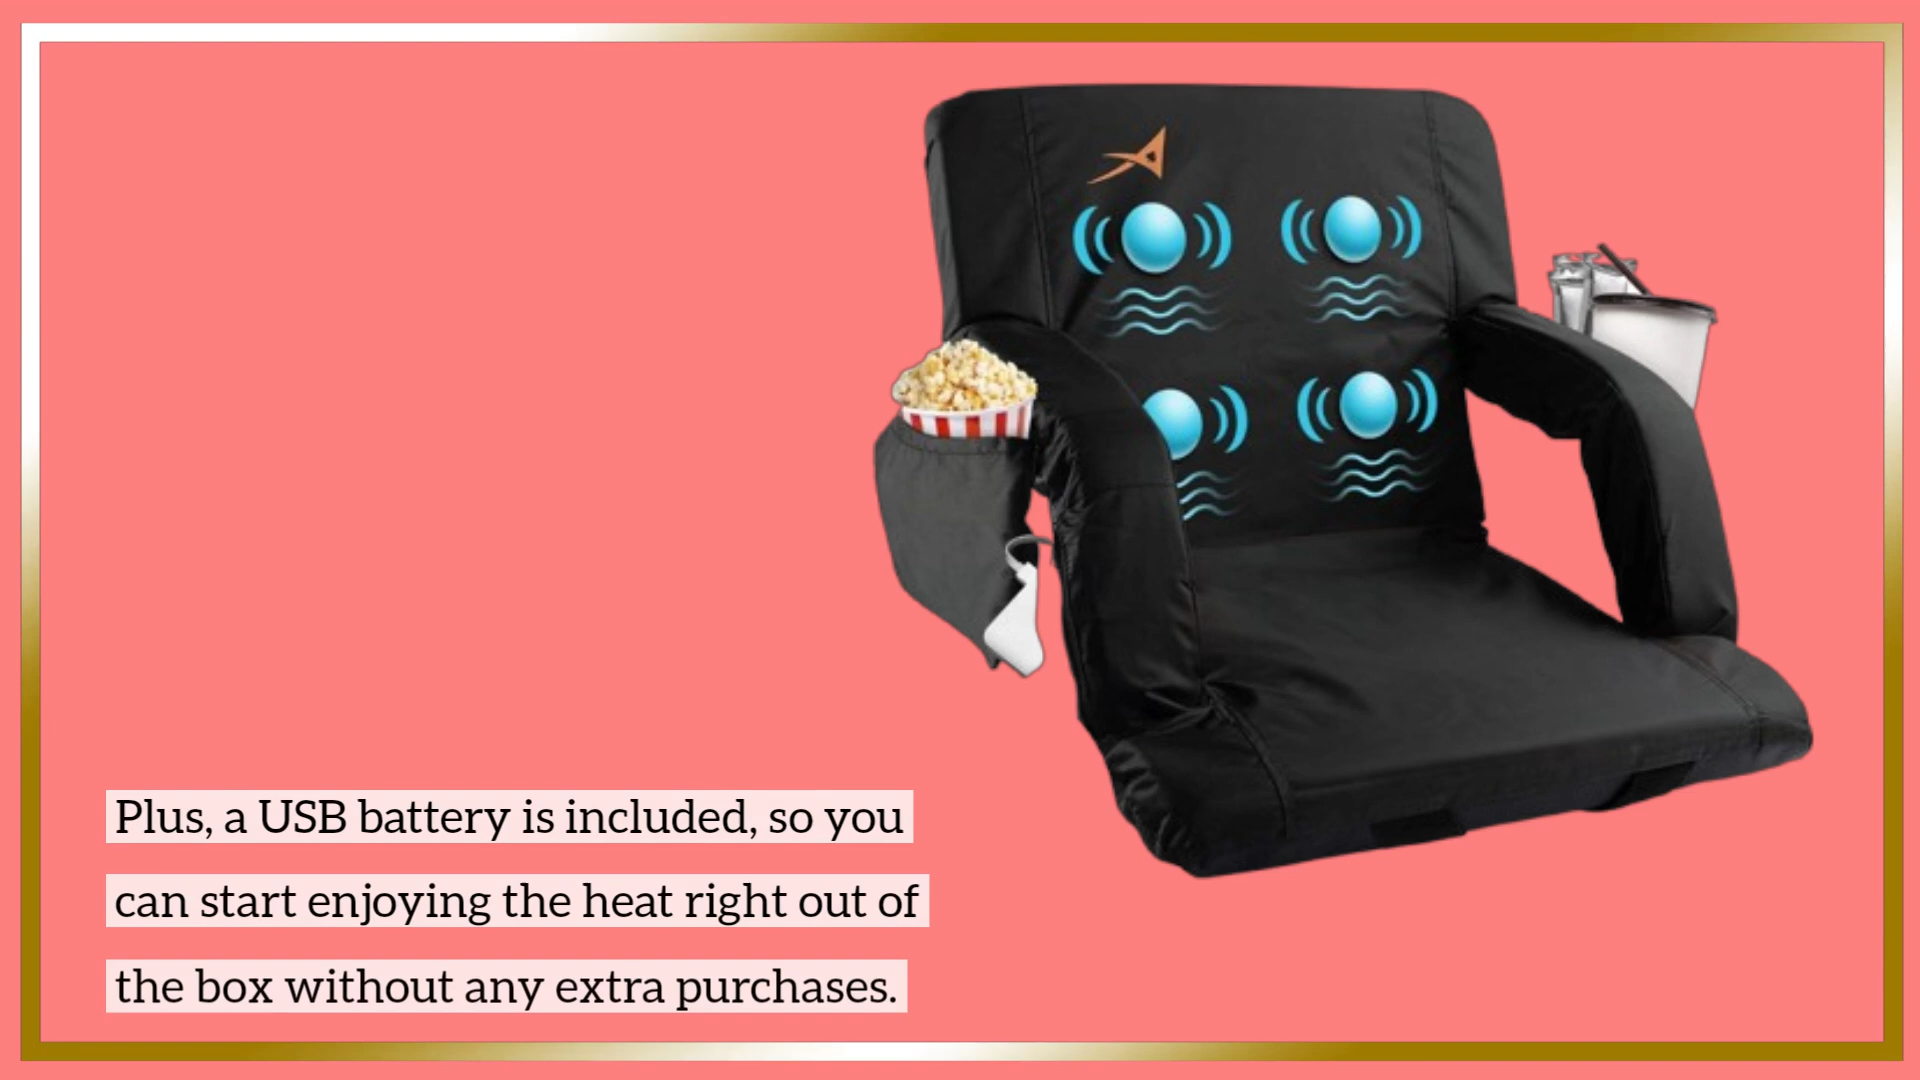 Plus, a USB battery is included, so you
can start enjoying the heat right out of
the box without any extra purchases.